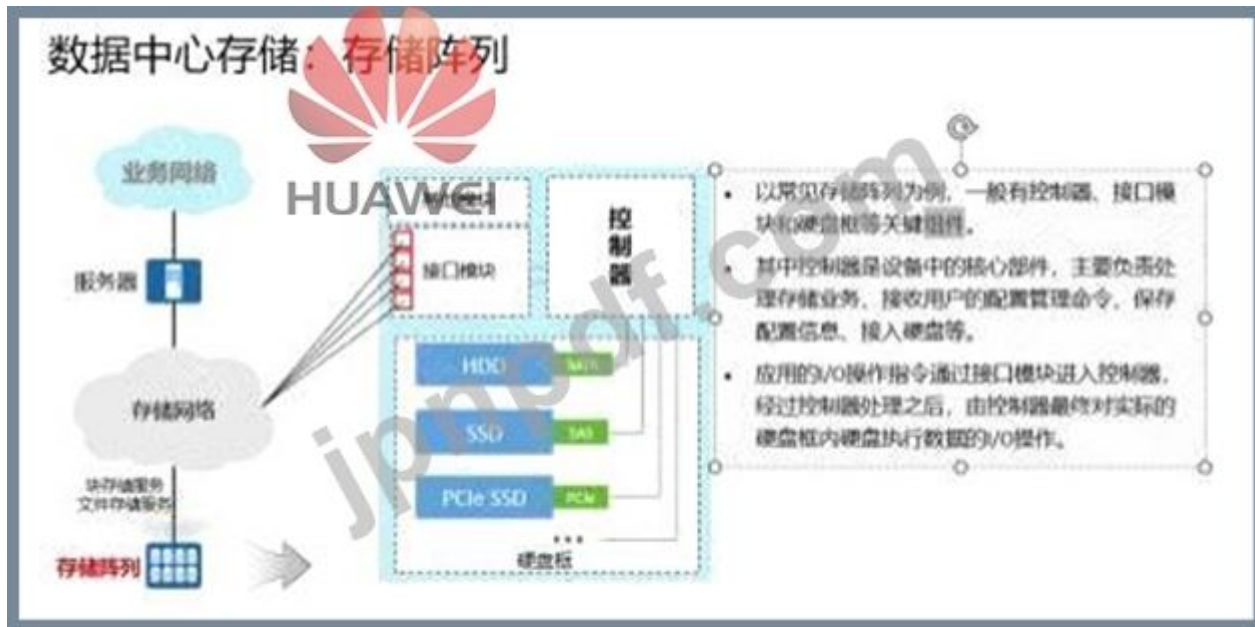 数据中心存储：存储阵列
HUAWEI
业务网络
服务器
存储网络
块存储服务
文件存储服务
存储阵列
接口模块
控制器
HDD
SATA
SSD
SAS
PCIe SSD
PCIe
...
硬盘框
• 以常见存储阵列为例，一般有控制器、接口模
块和硬盘框等关键组件。
• 其中控制器是设备中的核心部件，主要负责处
理存储业务、接收用户的配置管理命令、保存
配置信息、接入硬盘等。
• 应用的I/O操作指令通过接口模块进入控制器，
经过控制器处理之后，由控制器最终对实际的
硬盘框内硬盘执行数据的I/O操作。
jpnpdf.com